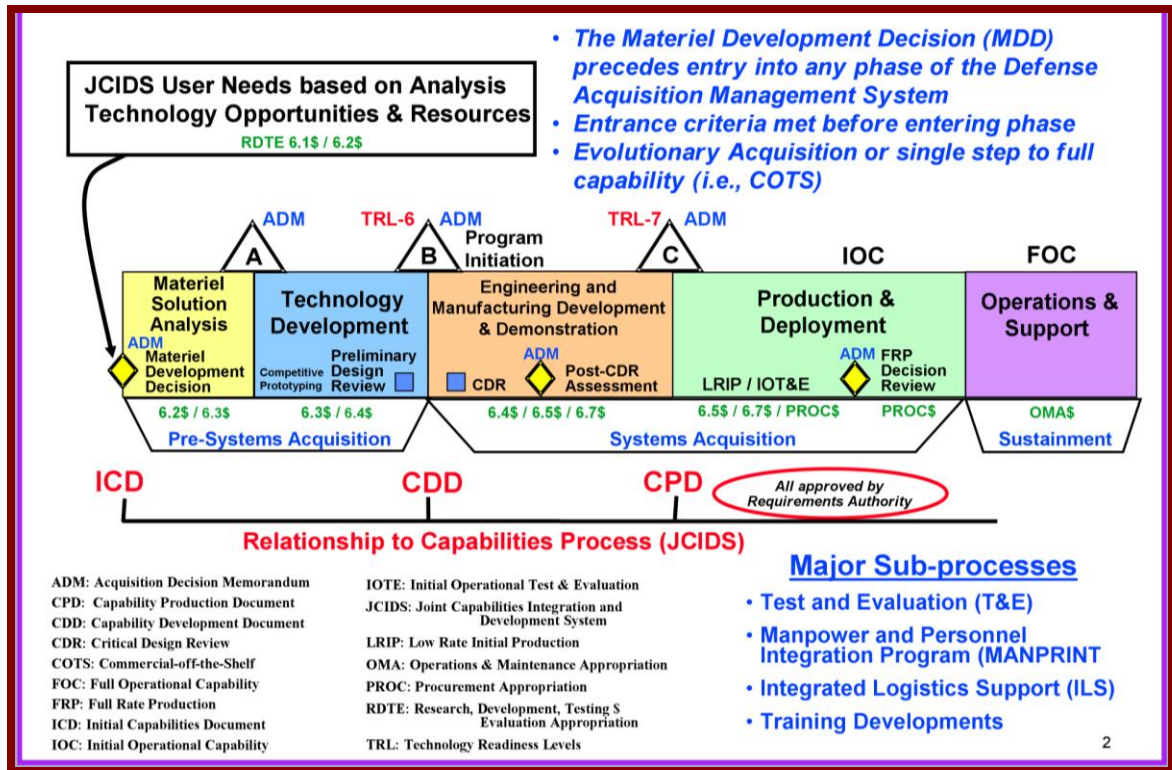 • The Materiel Development Decision (MDD)
precedes entry into any phase of the Defense
Acquisition Management System
• Entrance criteria met before entering phase
• Evolutionary Acquisition or single step to full
capability (i.e., COTS)
JCIDS User Needs based on Analysis
Technology Opportunities & Resources
RDTE 6.1$ / 6.2$
ADM
TRL-6
ADM
TRL-7
ADM
A
B
Program
Initiation
C
IOC
FOC
Materiel
Solution
Analysis
ADM
Materiel
Development
Decision
Technology
Development
Competitive
Prototyping
Preliminary
Design
Review
Engineering and
Manufacturing Development
& Demonstration
CDR
ADM
Post-CDR
Assessment
Production &
Deployment
LRIP / IOT&E
ADM
FRP
Decision
Review
Operations &
Support
6.2$ / 6.3$
6.3$ / 6.4$
6.4$ / 6.5$ / 6.7$
6.5$ / 6.7$ / PROC$
PROC$
OMA$
Pre-Systems Acquisition
Systems Acquisition
Sustainment
ICD
CDD
CPD
All approved by
Requirements Authority
Relationship to Capabilities Process (JCIDS)
ADM: Acquisition Decision Memorandum
CPD: Capability Production Document
CDD: Capability Development Document
CDR: Critical Design Review
COTS: Commercial-off-the-Shelf
FOC: Full Operational Capability
FRP: Full Rate Production
ICD: Initial Capabilities Document
IOC: Initial Operational Capability
IOTE: Initial Operational Test & Evaluation
JCIDS: Joint Capabilities Integration and
Development System
LRIP: Low Rate Initial Production
OMA: Operations & Maintenance Appropriation
PROC: Procurement Appropriation
RDTE: Research, Development, Testing $
Evaluation Appropriation
TRL: Technology Readiness Levels
Major Sub-processes
• Test and Evaluation (T&E)
• Manpower and Personnel
Integration Program (MANPRINT
• Integrated Logistics Support (ILS)
• Training Developments
2